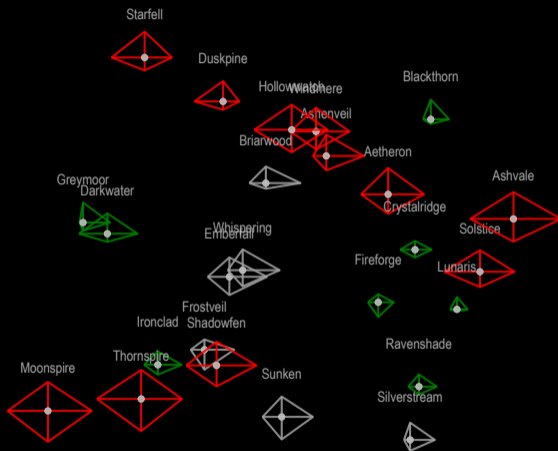 Starfell
Duskpine
Blackthorn
Hollowwatch
Windmere
Ashenveil
Briarwood
Aetheron
Ashvale
Greymoor
Darkwater
Crystalridge
Solstice
Whispering
Emberfall
Fireforge
Lunaris
Frostveil
Ironclad
Shadowfen
Ravenshade
Thornspire
Moonspire
Sunken
Silverstream